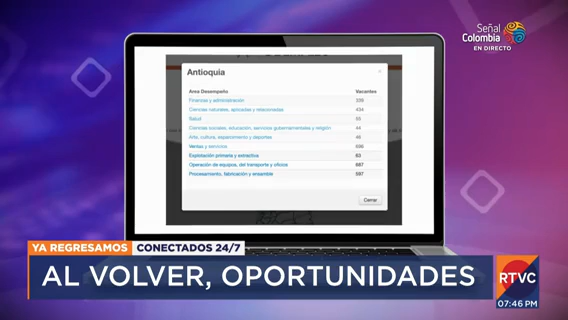 Señal
Colombia
EN DIRECTO
Antioquia
Area Desempeño Vacantes
Finanzas y administración 339
Ciencias naturales, aplicadas y relacionadas 434
Salud 55
Ciencias sociales, educación, servicios gubernamentales y religión 44
Arte, cultura, esparcimiento y deportes 46
Ventas y servicios 696
Explotación primaria y extractiva 63
Operación de equipos, del transporte y oficios 687
Procesamiento, fabricación y ensamble 597
Cerrar
YA REGRESAMOS CONECTADOS 24/7
AL VOLVER, OPORTUNIDADES
RTVC
07:46 PM